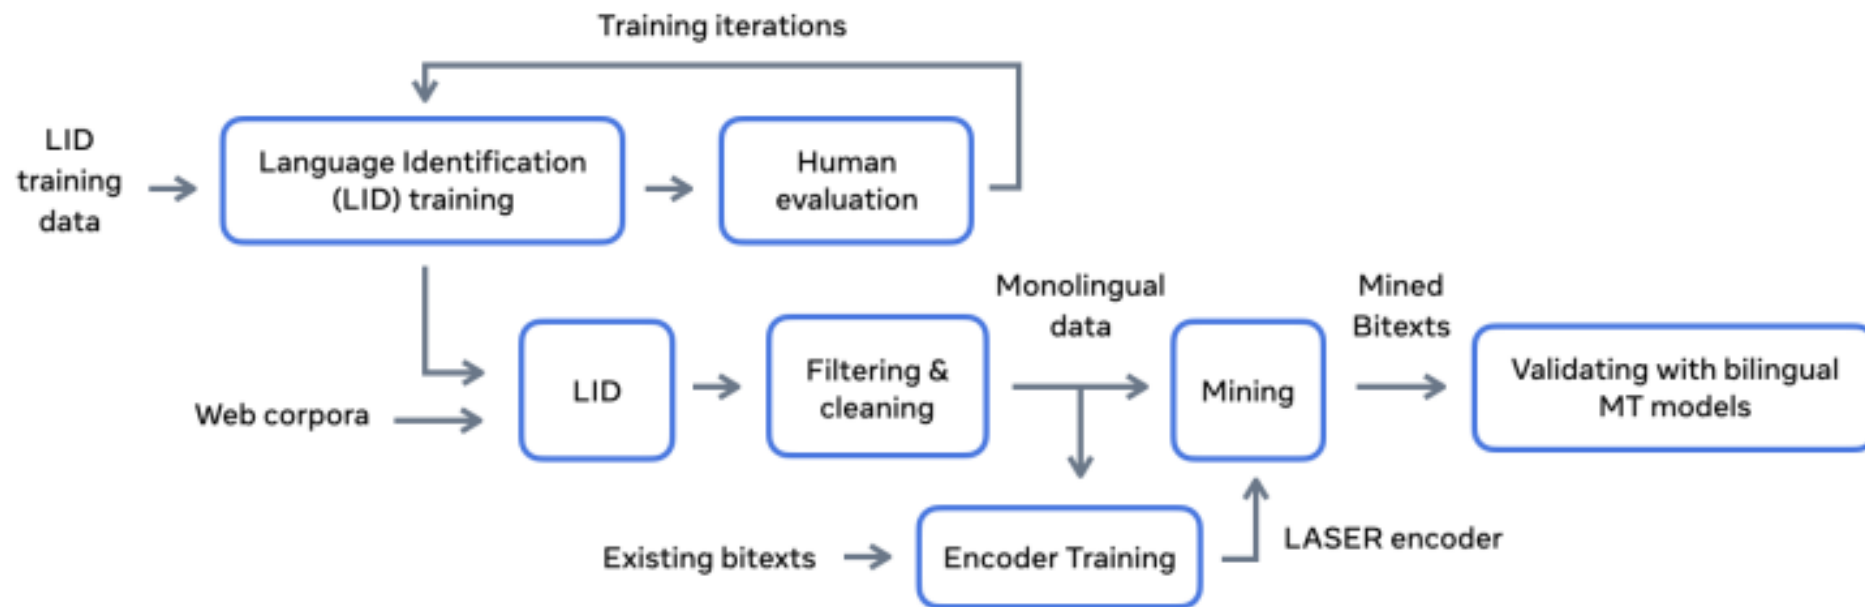 Training iterations
LID
training
data
Language Identification
(LID) training
Human
evaluation
Monolingual
data
Mined
Bitexts
Web corpora
LID
Filtering &
cleaning
Mining
Validating with bilingual
MT models
Existing bitexts
Encoder Training
LASER encoder